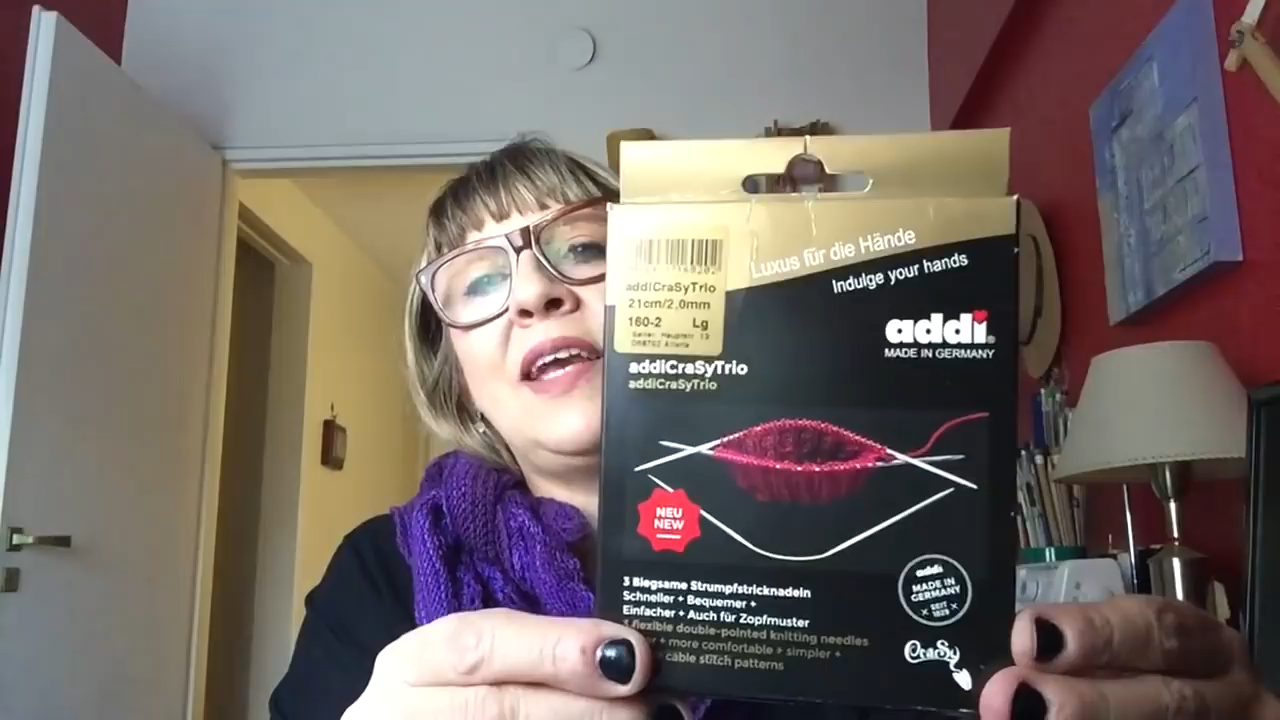 Luxus für die Hände
Indulge your hands
addiCraSyTrio
21cm/2,0mm
160-2 Lg
addi
MADE IN GERMANY
addiCraSyTrio
addiCraSyTrio
NEU
NEW
addi
MADE IN
GERMANY
SEIT
1829
3 Biegsame Strumpfstricknadeln
Schneller + Bequemer +
Einfacher + Auch für Zopfmuster
3 flexible double-pointed knitting needles
+ more comfortable + simpler +
cable stitch patterns
CraSy